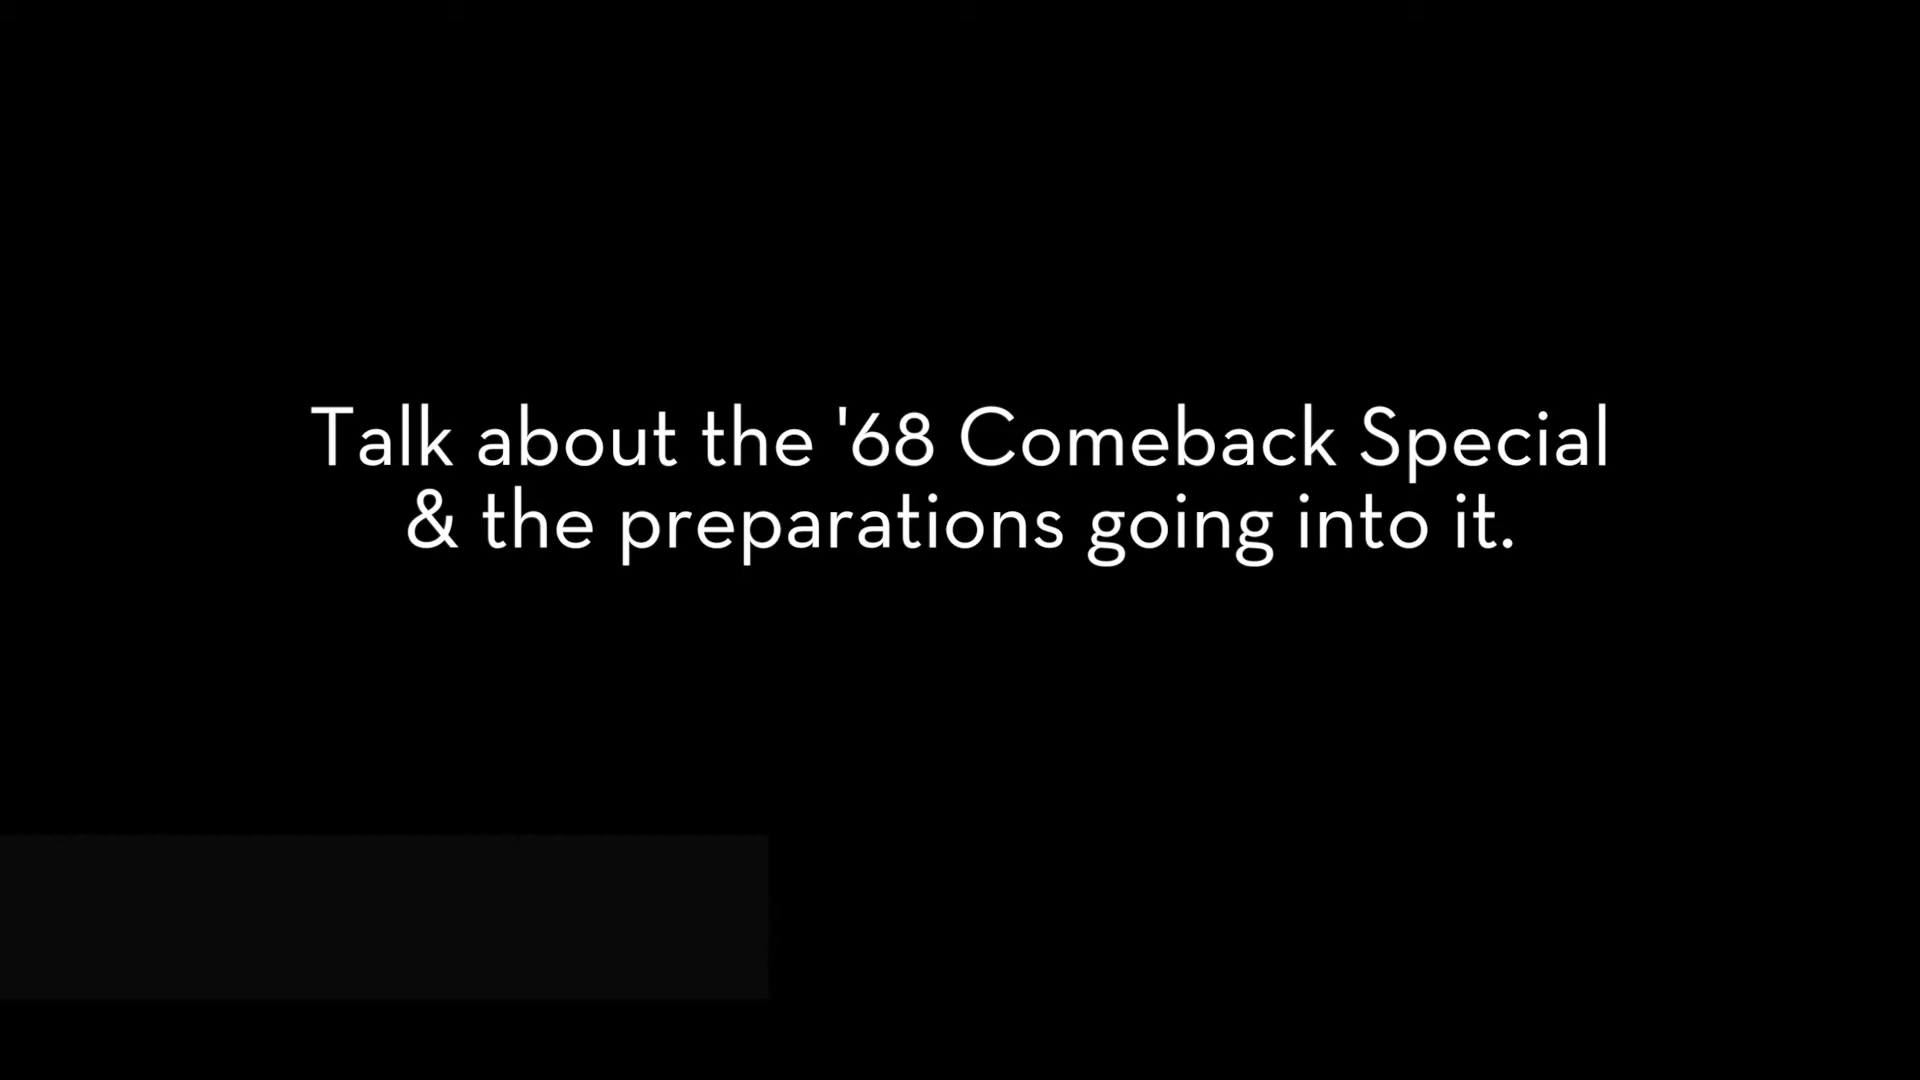 Talk about the '68 Comeback Special
& the preparations going into it.